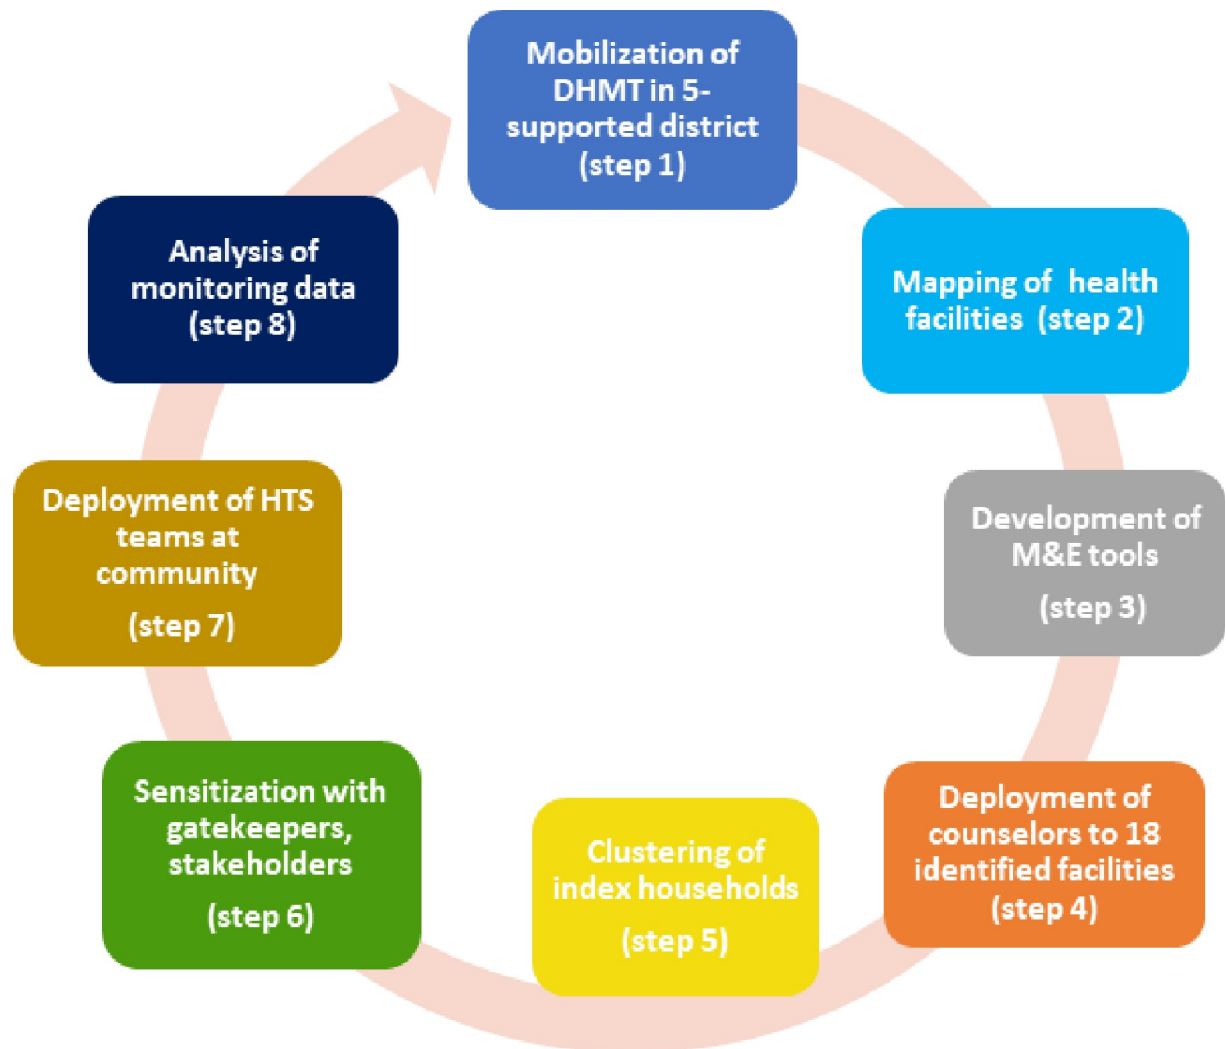 Mobilization of
DHMT in 5-
supported district
(step 1)
Mapping of health
facilities (step 2)
Development of
M&E tools
(step 3)
Deployment of
counselors to 18
identified facilities
(step 4)
Clustering of
index households
(step 5)
Sensitization with
gatekeepers,
stakeholders
(step 6)
Deployment of HTS
teams at
community
(step 7)
Analysis of
monitoring data
(step 8)